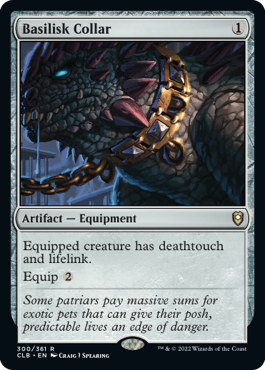 Basilisk Collar 1
Artifact — Equipment
Equipped creature has deathtouch
and lifelink.
Equip 2
Some patriars pay massive sums for
exotic pets that can give their posh,
predictable lives an edge of danger.
300/361 R
CLB • EN Craig J Spearing
™ & © 2022 Wizards of the Coast